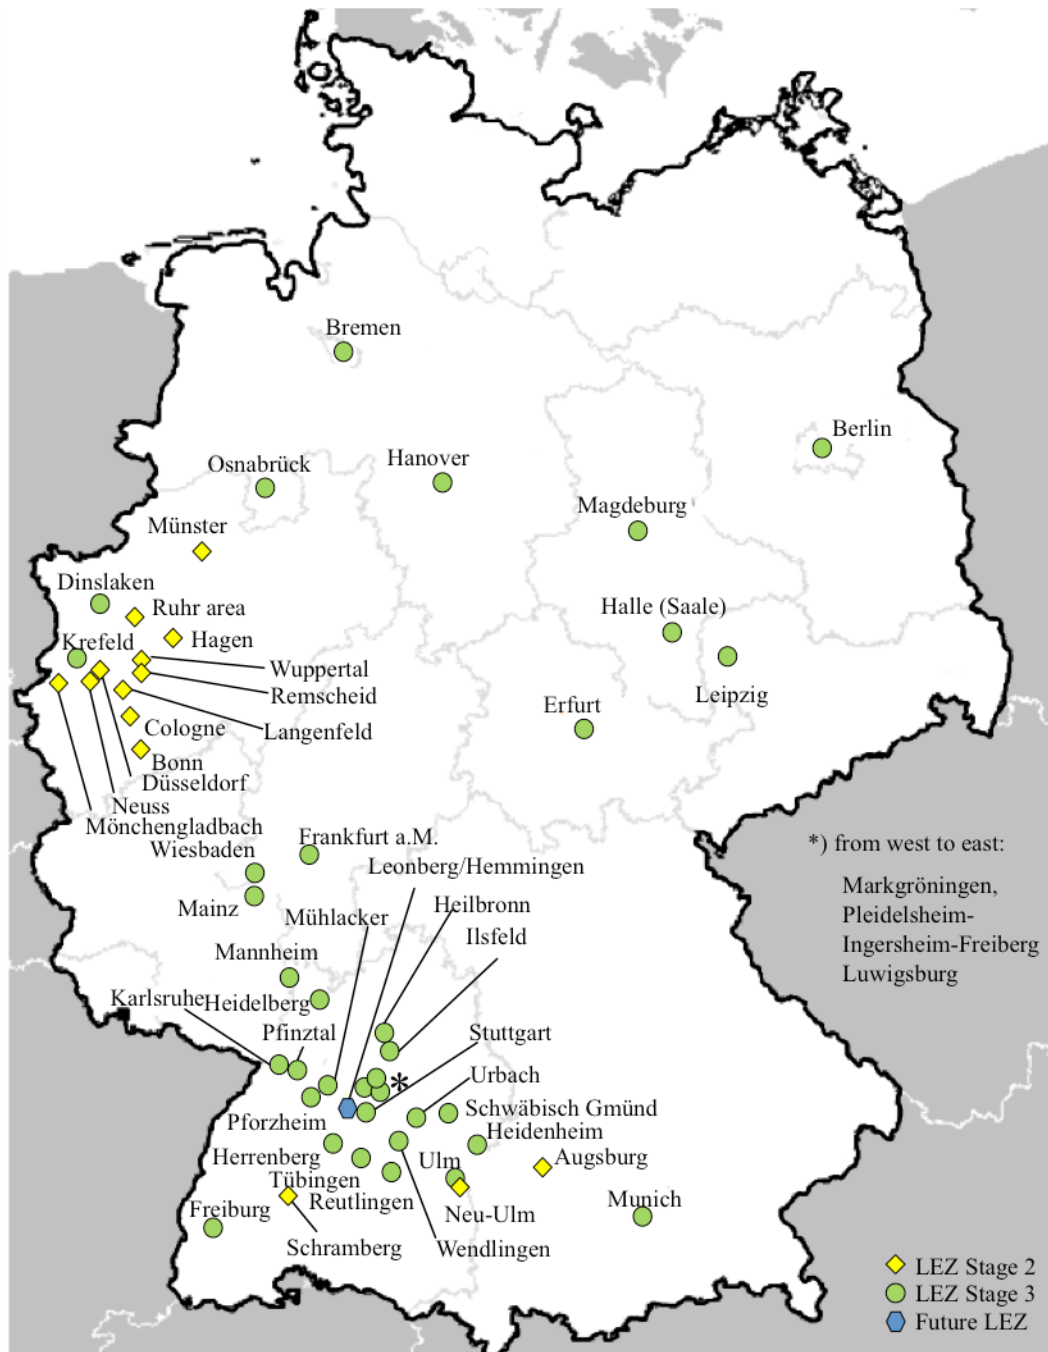 Bremen
Berlin
Hanover
Osnabrück
Magdeburg
Münster
Dinslaken
Ruhr area
Halle (Saale)
Krefeld
Hagen
Wuppertal
Remscheid
Leipzig
Erfurt
Cologne
Langenfeld
Bonn
Düsseldorf
Neuss
Mönchengladbach
Frankfurt a.M.
Wiesbaden
*) from west to east:
Leonberg/Hemmingen
Markgröningen,
Mainz
Mühlacker
Heilbronn
Pleidelsheim-
Ilsfeld
Ingersheim-Freiberg
Mannheim
Luwigsburg
Karlsruhe
Heidelberg
Pfinztal
Stuttgart
*
Urbach
Pforzheim
Schwäbisch Gmünd
Heidenheim
Herrenberg
Ulm
Augsburg
Tübingen
Reutlingen
Freiburg
Neu-Ulm
Munich
Schramberg
Wendlingen
LEZ Stage 2
LEZ Stage 3
Future LEZ